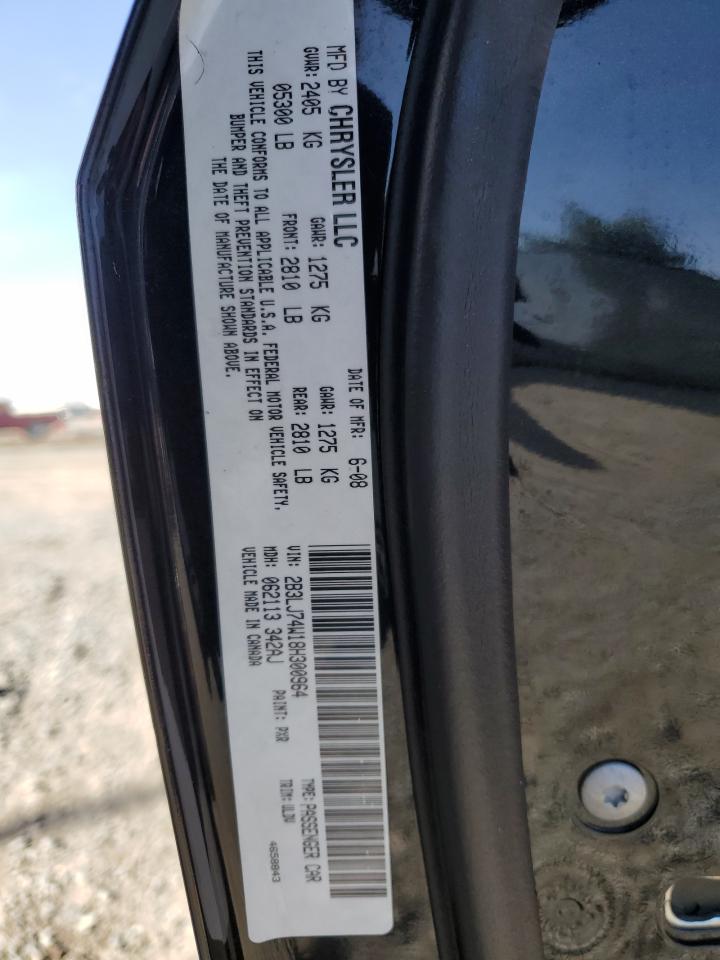 MFD BY CHRYSLER LLC DATE OF MFR: 6-08
GVWR: 2405 KG GAWR: 1275 KG GAWR: 1275 KG
05300 LB FRONT: 2810 LB REAR: 2810 LB
THIS VEHICLE CONFORMS TO ALL APPLICABLE U.S.A. FEDERAL MOTOR VEHICLE SAFETY,
BUMPER AND THEFT PREVENTION STANDARDS IN EFFECT ON
THE DATE OF MANUFACTURE SHOWN ABOVE.
VIN: 2B3LJ74W18H300964 TYPE: PASSENGER CAR
MDH: 062113 342AJ PAINT: PXR TRIM: ULDV
VEHICLE MADE IN CANADA 4658843